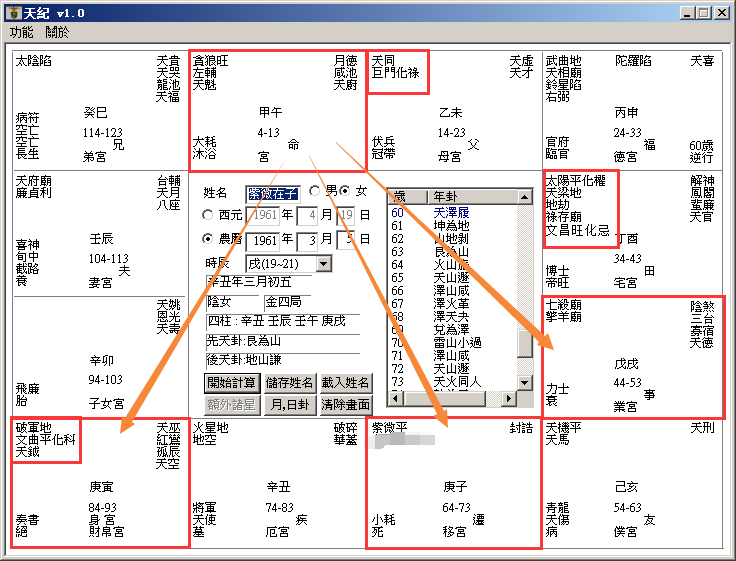 天紀 v1.0
功能 關於
太陰陷
天貴
天哭
龍池
天福
病符
空亡
空亡
長生
癸巳
114-123
兄
弟宮
貪狼旺
左輔
天魁
月德
咸池
天廚
大耗
沐浴
甲午
4-13
命
宮
天同
巨門化祿
天虛
天才
伏兵
冠帶
乙未
14-23
父
母宮
武曲地
天相廟
鈴星陷
右弼
陀羅陷
天喜
官府
臨官
丙申
24-33
福
德宮
60歲
逆行
天府廟
廉貞利
台輔
天月
八座
喜神
旬中
截路
養
壬辰
104-113
夫
妻宮
姓名 紫微在子 男 女
西元 1961 年 4 月 19 日
農曆 1961 年 3 月 5 日
時辰 戌(19~21)
辛丑年三月初五
陰女 金四局
四柱 : 辛丑 壬辰 壬午 庚戌
先天卦:艮為山
後天卦:地山謙
開始計算 儲存姓名 載入姓名
額外諸星 月,日卦 清除畫面
歲 年卦
60 天澤履
61 坤為地
62 山地剝
63 艮為山
64 火山旅
65 天山遯
66 澤山咸
67 澤火革
68 澤天夬
69 兌為澤
70 雷山小過
71 澤山咸
72 天山遯
73 天火同人
太陽平化權
天梁地
地劫
祿存廟
文昌旺化忌
解神
鳳閣
蜚廉
天官
博士
帝旺
丁酉
34-43
田
宅宮
天姚
恩光
天壽
飛廉
胎
辛卯
94-103
子女宮
七殺廟
擎羊廟
陰煞
三台
寡宿
天德
力士
衰
戊戌
44-53
事
業宮
破軍地
文曲平化科
天鉞
天巫
紅鸞
孤辰
天空
奏書
絕
庚寅
84-93
身宮
財帛宮
火星地
地空
破碎
華蓋
將軍
天使
墓
辛丑
74-83
疾
厄宮
紫微平
封誥
小耗
死
庚子
64-73
遷
移宮
天機平
天馬
天刑
青龍
天傷
病
己亥
54-63
友
僕宮